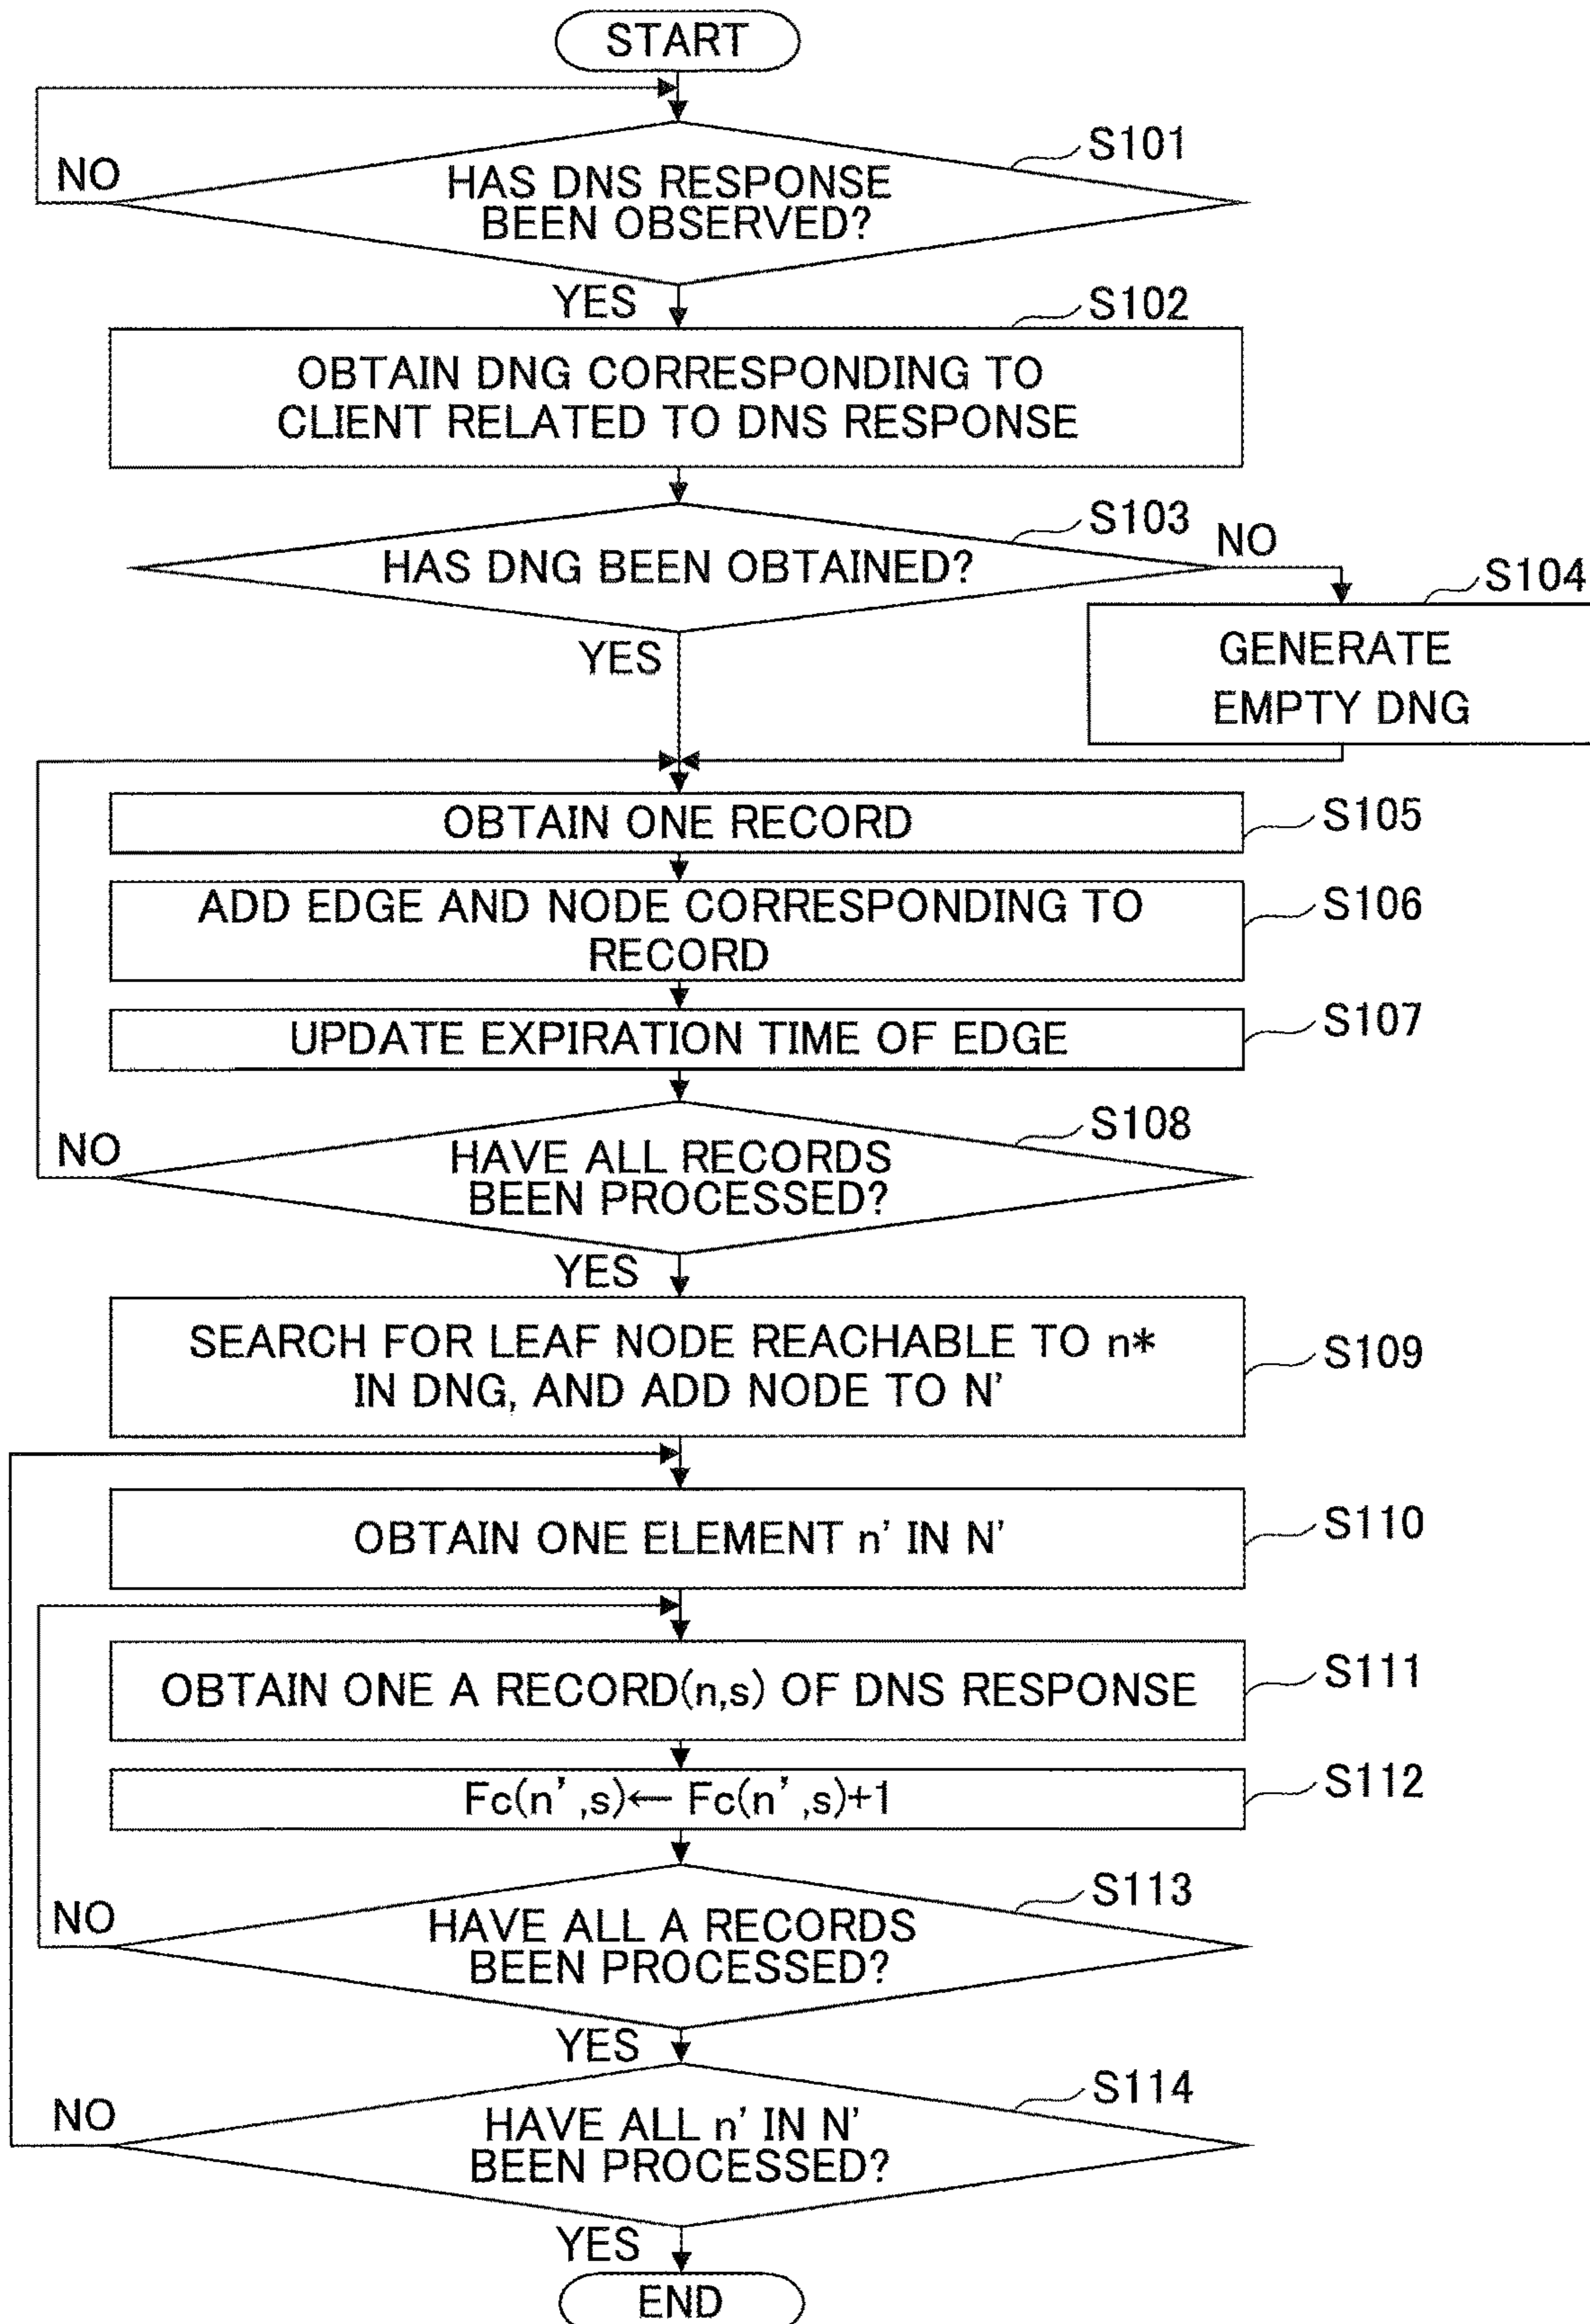 START
S101
NO
HAS DNS RESPONSE
BEEN OBSERVED?
YES
S102
OBTAIN DNG CORRESPONDING TO
CLIENT RELATED TO DNS RESPONSE
S103
HAS DNG BEEN OBTAINED?
NO
S104
YES
GENERATE
EMPTY DNG
OBTAIN ONE RECORD
S105
ADD EDGE AND NODE CORRESPONDING TO
RECORD
S106
UPDATE EXPIRATION TIME OF EDGE
S107
S108
NO
HAVE ALL RECORDS
BEEN PROCESSED?
YES
SEARCH FOR LEAF NODE REACHABLE TO n*
IN DNG, AND ADD NODE TO N'
S109
OBTAIN ONE ELEMENT n' IN N'
S110
OBTAIN ONE A RECORD(n,s) OF DNS RESPONSE
S111
Fc(n',s)← Fc(n',s)+1
S112
S113
NO
HAVE ALL A RECORDS
BEEN PROCESSED?
YES
S114
NO
HAVE ALL n' IN N'
BEEN PROCESSED?
YES
END